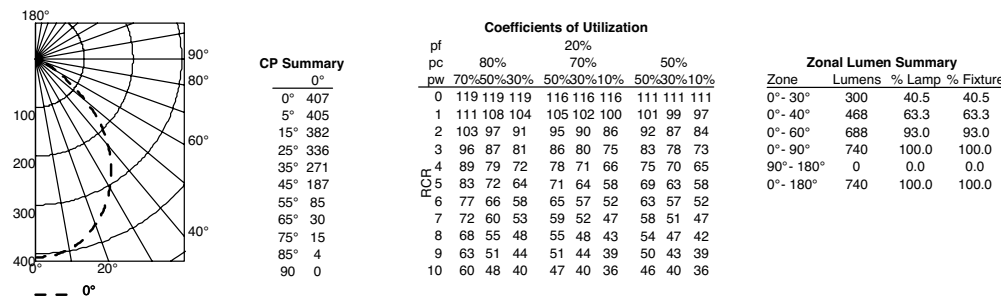 180°
90°
80°
60°
40°
20°
0°
100
200
300
400
0°
CP Summary
0°
0° 407
5° 405
15° 382
25° 336
35° 271
45° 187
55° 85
65° 30
75° 15
85° 4
90 0
Coefficients of Utilization
pf 20%
pc 80% 70% 50%
pw 70%50%30% 50%30%10% 50%30%10%
RCR
0 119 119 119 116 116 116 111 111 111
1 111 108 104 105 102 100 101 99 97
2 103 97 91 95 90 86 92 87 84
3 96 87 81 86 80 75 83 78 73
4 89 79 72 78 71 66 75 70 65
5 83 72 64 71 64 58 69 63 58
6 77 66 58 65 57 52 63 57 52
7 72 60 53 59 52 47 58 51 47
8 68 55 48 55 48 43 54 47 42
9 63 51 44 51 44 39 50 43 39
10 60 48 40 47 40 36 46 40 36
Zonal Lumen Summary
Zone Lumens % Lamp % Fixture
0°- 30° 300 40.5 40.5
0°- 40° 468 63.3 63.3
0°- 60° 688 93.0 93.0
0°- 90° 740 100.0 100.0
90°- 180° 0 0.0 0.0
0°- 180° 740 100.0 100.0